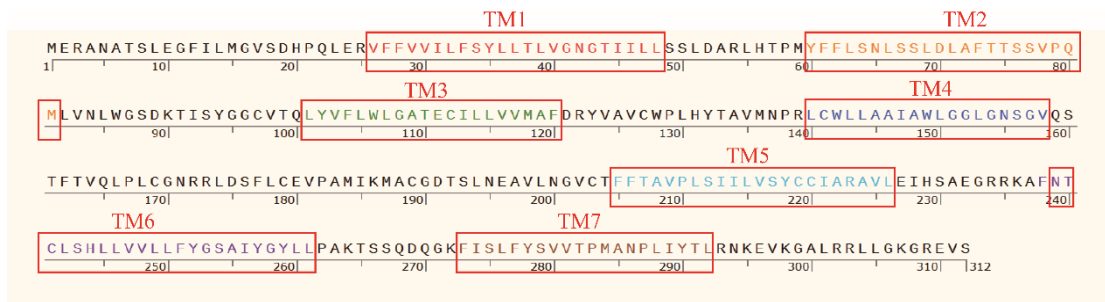 TM1 TM2
MERANATSLEGFILMGVSDHPQLERVFFVVILFSYLLTLVGNGTIILLSSLDARLHTPMYFFLSNLSSLDLAFTTSSVPQ
1 10 20 30 40 50 60 70 80
TM3 TM4
MLVNLWGSDKTISYGGCVTQLYVFLWLGATECILLVVMAFDRYVAVCWPLHYTAVMNPRLCWLLAAIAWLGGLGNSGVQS
90 100 110 120 130 140 150 160
TM5
TFTVQLPLCGNRRLDSFLCEVPAMIKMACGDTSLNEAVLNGVCTFFTAVPLSIILVSYCCIARAVLEIHSAEGRRKAFNT
170 180 190 200 210 220 230 240
TM6 TM7
CLSHLLVVLLFYGSAIYGYLLPAKTSSQDQGKFISLFYSVVTPMANPLIYTLRNKEVKGALRRLLGKGREVS
250 260 270 280 290 300 310 312